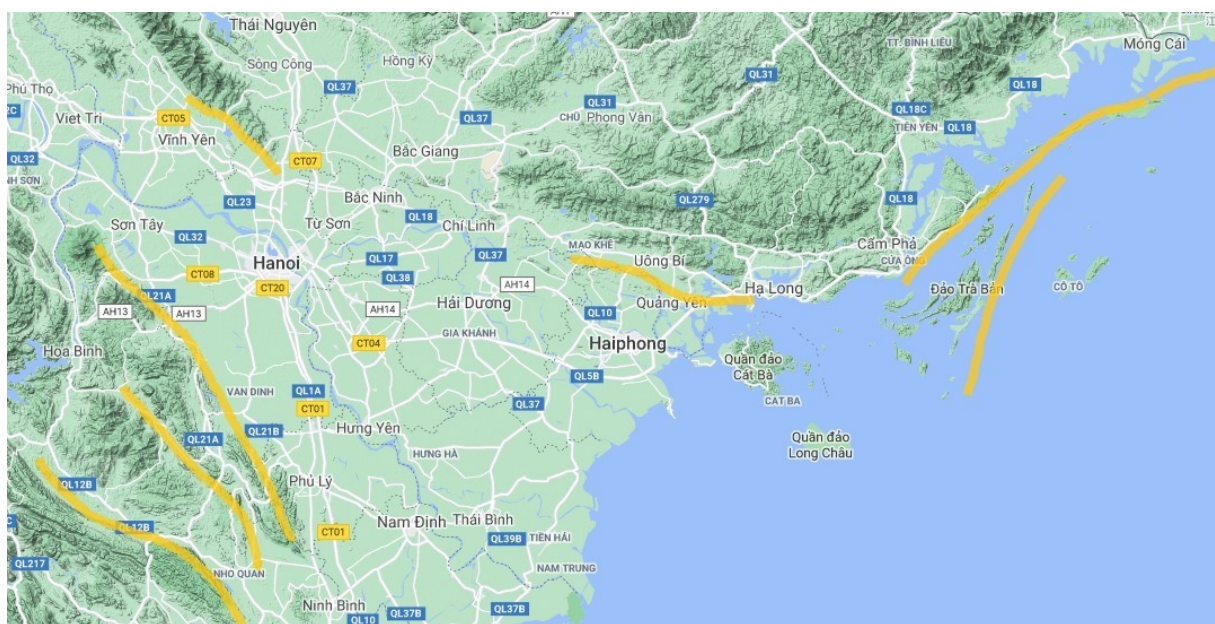 Thái Nguyên
Sông Công
Hồng Kỳ
QL37
QL31
TT. BÌNH LIÊU
Móng Cái
QL18
Phú Thọ
Việt Trì
CT05
Vĩnh Yên
QL37
QL31
CHŨ
Phong Vân
QL18C
TIÊN YÊN
QL18
QL32
CT07
Bắc Giang
QL23
Bắc Ninh
QL279
QL18
Sơn Tây
QL32
Từ Sơn
QL18
Chí Linh
QL37
MẠO KHÊ
Cẩm Phả
CỬA ÔNG
Hanoi
QL17
QL38
Uông Bí
CT08
CT20
AH14
Hạ Long
Đảo Trà Bản
CÔ TÔ
QL21A
AH13
AH13
AH14
Hải Dương
Quảng Yên
QL10
GIA KHÁNH
CT04
Haiphong
Hoa Binh
Quần đảo
Cát Bà
QL5B
CAT BA
VAN DINH
QL1A
CT01
QL37
QL21A
QL21B
Hưng Yên
HƯNG HÀ
Quần đảo
Long Châu
QL12B
Phủ Lý
QL12B
CT01
Nam Định
Thái Bình
QL39B
TIỀN HẢI
QL217
NHO QUAN
NAM TRUNG
Ninh Bình
QL10
QL37B
QL37B